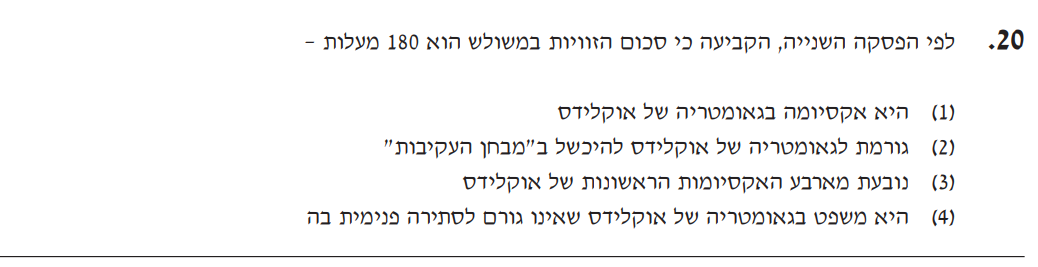 20. לפי הפסקה השנייה, הקביעה כי סכום הזוויות במשולש הוא 180 מעלות –
(1) היא אקסיומה בגאומטריה של אוקלידס
(2) גורמת לגאומטריה של אוקלידס להיכשל ב"מבחן העקיבות"
(3) נובעת מארבע האקסיומות הראשונות של אוקלידס
(4) היא משפט בגאומטריה של אוקלידס שאינו גורם לסתירה פנימית בה